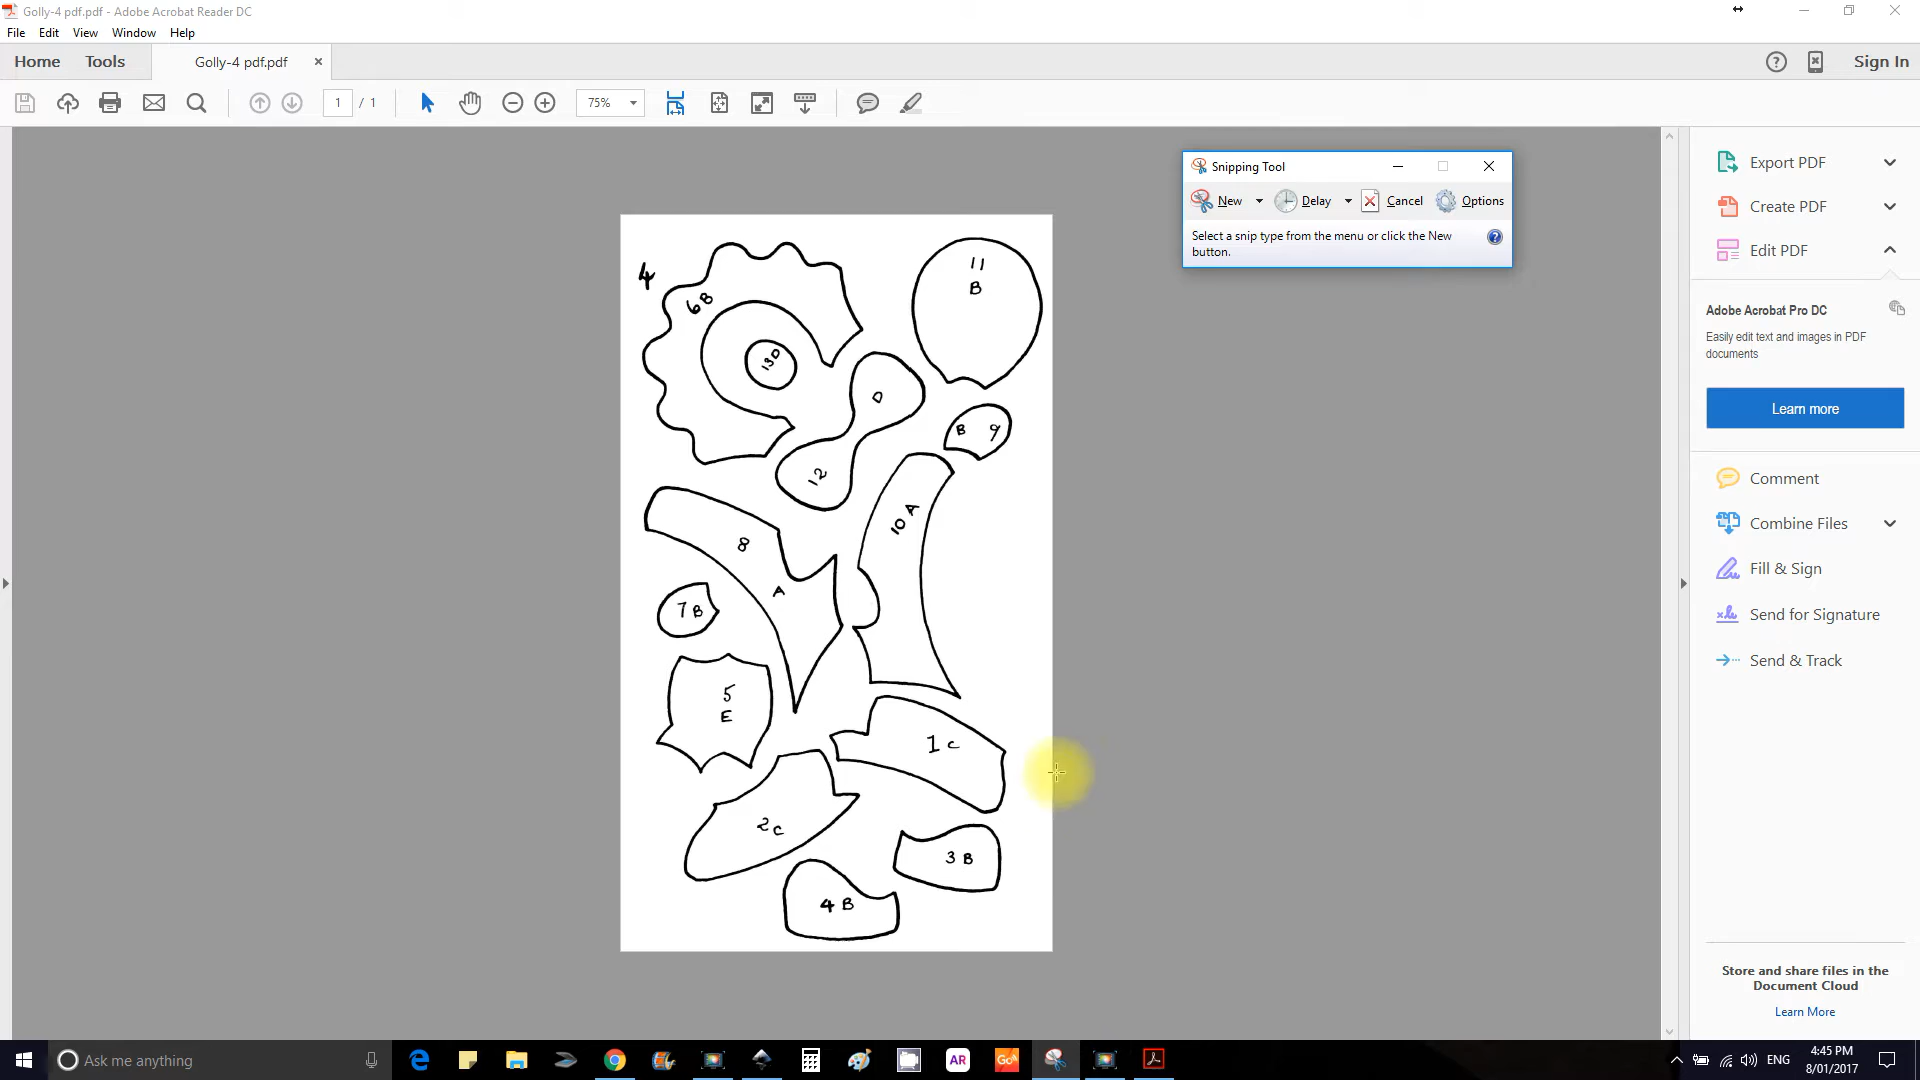 Golly-4 pdf.pdf - Adobe Acrobat Reader DC
File Edit View Window Help
Home Tools Golly-4 pdf.pdf Sign In
1 / 1 75%
Snipping Tool
New Delay Cancel Options
Select a snip type from the menu or click the New
button.
4
6B
13D
11
B
D
12
B 9
10 A
8
A
7 B
5
E
1 C
2 C
3 B
4 B
Export PDF
Create PDF
Edit PDF
Adobe Acrobat Pro DC
Easily edit text and images in PDF
documents
Learn more
Comment
Combine Files
Fill & Sign
Send for Signature
Send & Track
Store and share files in the
Document Cloud
Learn More
Ask me anything
AR
ENG
4:45 PM
8/01/2017